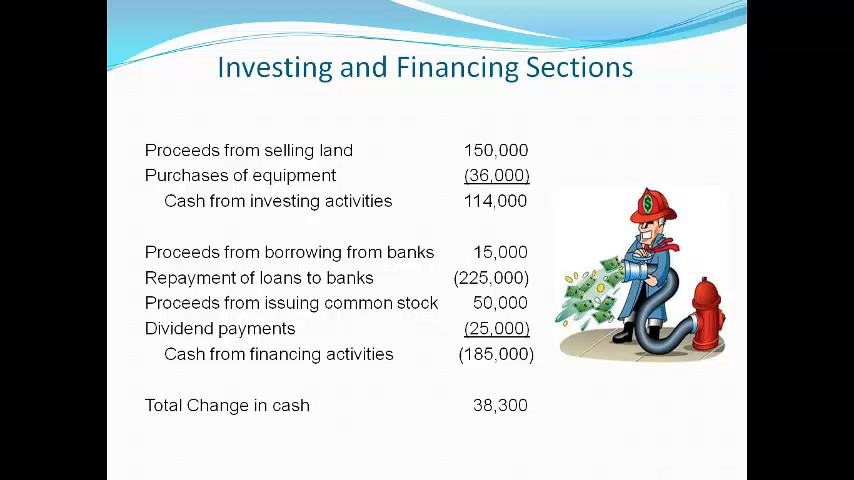 Investing and Financing Sections
Proceeds from selling land 150,000
Purchases of equipment (36,000)
Cash from investing activities 114,000
Proceeds from borrowing from banks 15,000
Repayment of loans to banks (225,000)
Proceeds from issuing common stock 50,000
Dividend payments (25,000)
Cash from financing activities (185,000)
Total Change in cash 38,300
$